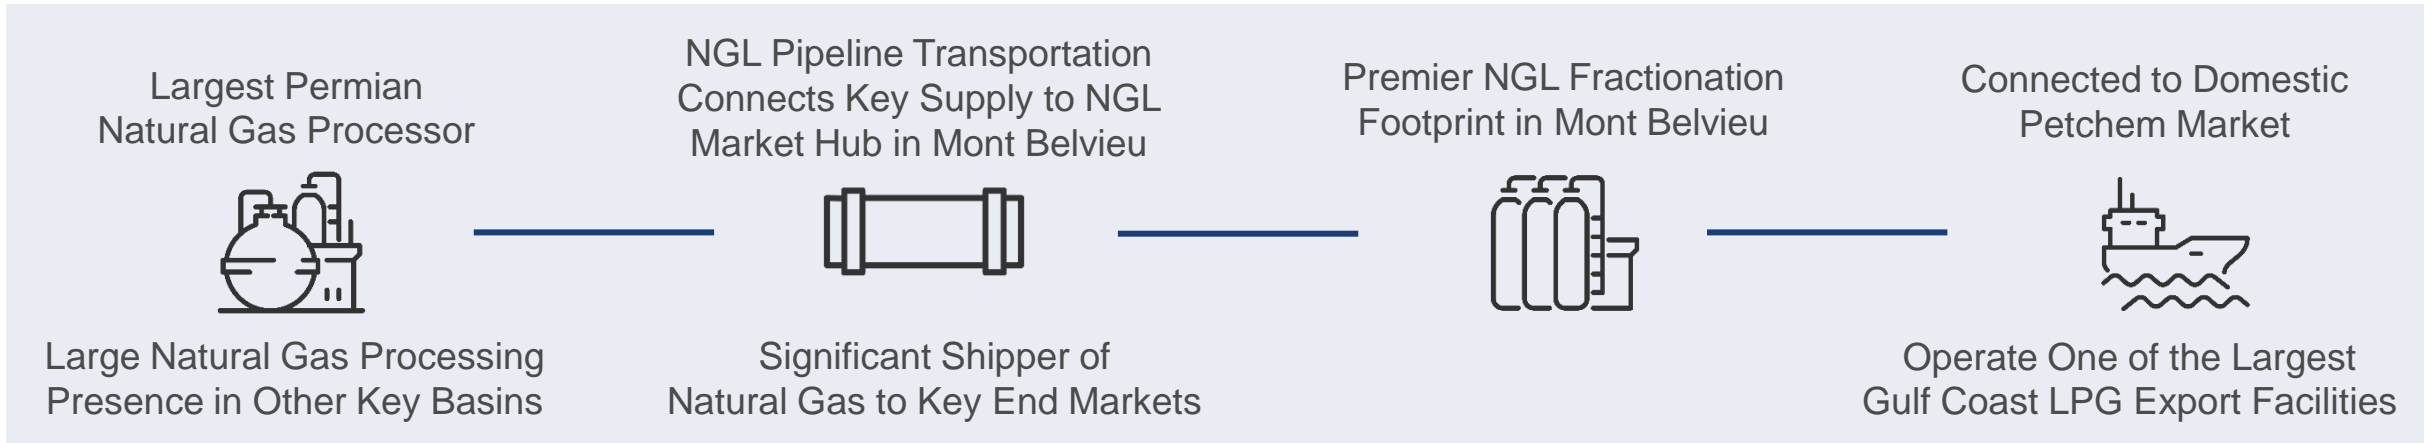 Largest Permian
Natural Gas Processor
Large Natural Gas Processing
Presence in Other Key Basins
NGL Pipeline Transportation
Connects Key Supply to NGL
Market Hub in Mont Belvieu
Significant Shipper of
Natural Gas to Key End Markets
Premier NGL Fractionation
Footprint in Mont Belvieu
Connected to Domestic
Petchem Market
Operate One of the Largest
Gulf Coast LPG Export Facilities